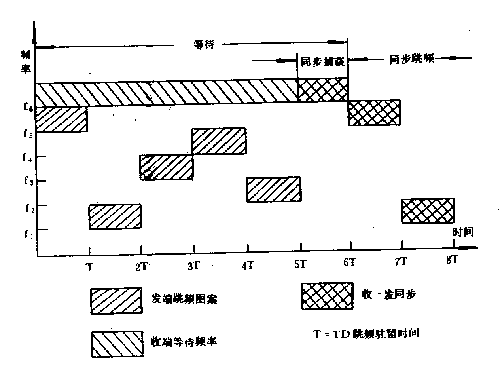 等待
频率
同步捕获
同步跳频
f₆
f₅
f₄
f₃
f₂
f₁
时间
T 2T 3T 4T 5T 6T 7T 8T
发端跳频图案
收-发同步
收端等待频率
T=TD跳频驻留时间